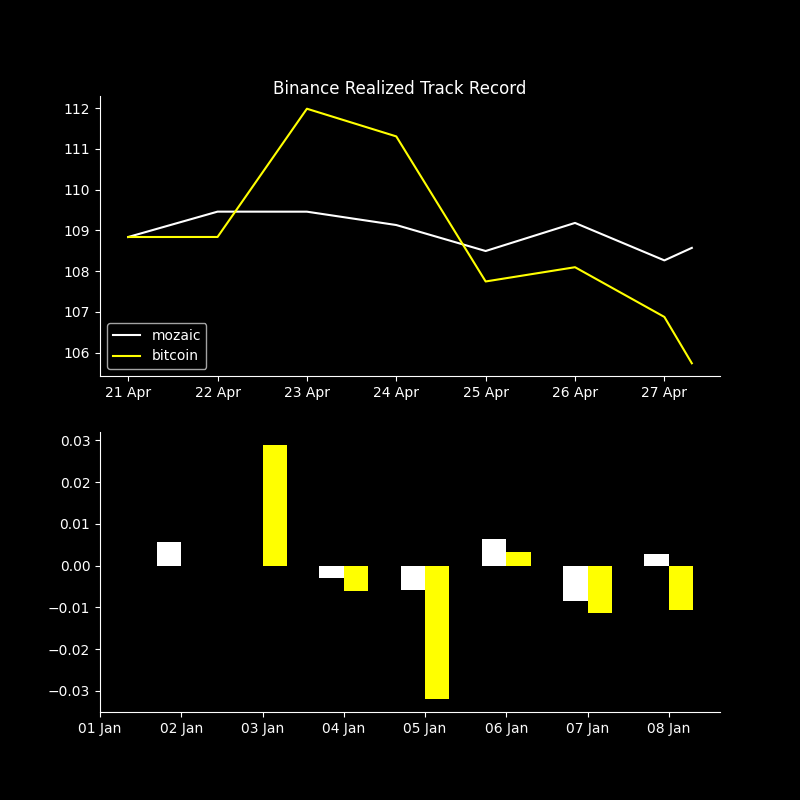 Binance Realized Track Record
112
111
110
109
108
107
106
mozaic
bitcoin
21 Apr 22 Apr 23 Apr 24 Apr 25 Apr 26 Apr 27 Apr
0.03
0.02
0.01
0.00
−0.01
−0.02
−0.03
01 Jan 02 Jan 03 Jan 04 Jan 05 Jan 06 Jan 07 Jan 08 Jan